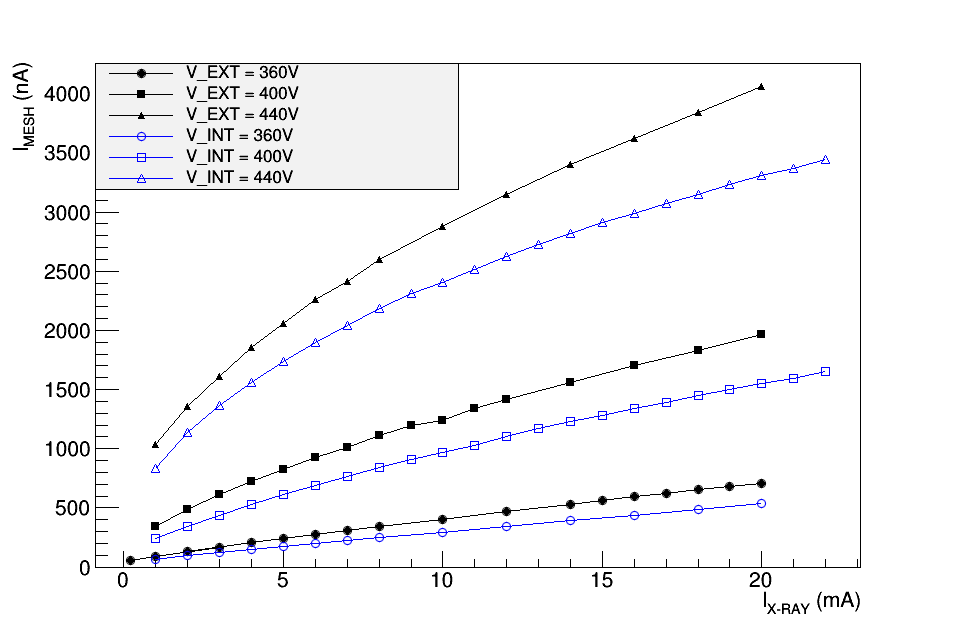 V_EXT = 360V
V_EXT = 400V
V_EXT = 440V
V_INT = 360V
V_INT = 400V
V_INT = 440V
I_MESH (nA)
4000
3500
3000
2500
2000
1500
1000
500
0
0 5 10 15 20
I_X-RAY (mA)